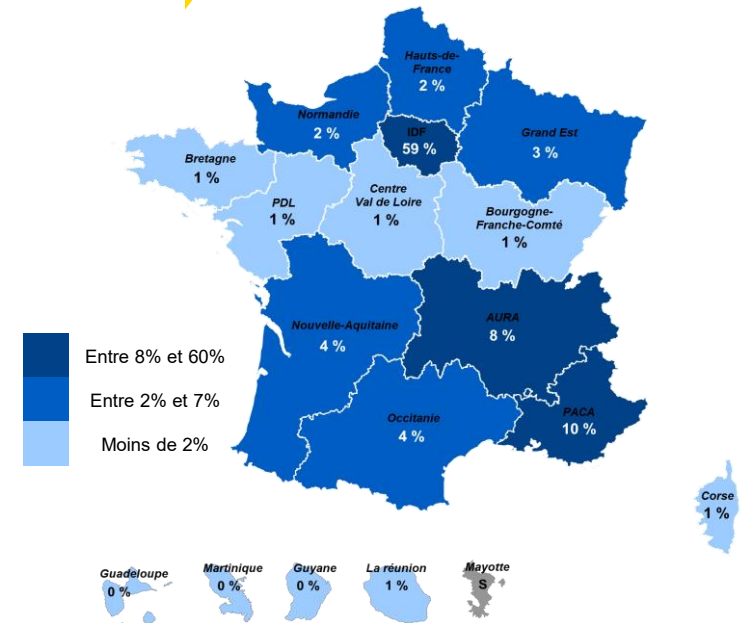 Hauts-de-
France
2 %
Normandie
2 %
IDF
59 %
Grand Est
3 %
Bretagne
1 %
PDL
1 %
Centre
Val de Loire
1 %
Bourgogne-
Franche-Comté
1 %
Nouvelle-Aquitaine
4 %
AURA
8 %
Entre 8% et 60%
Entre 2% et 7%
Moins de 2%
Occitanie
4 %
PACA
10 %
Corse
1 %
Guadeloupe
0 %
Martinique
0 %
Guyane
0 %
La réunion
1 %
Mayotte
S